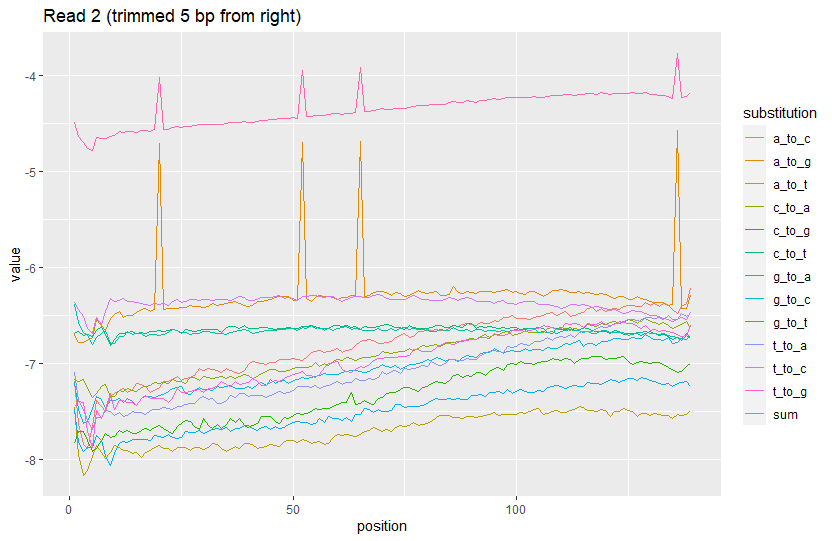 Read 2 (trimmed 5 bp from right)
-4
-5
-6
-7
-8
value
0
50
100
position
substitution
a_to_c
a_to_g
a_to_t
c_to_a
c_to_g
c_to_t
g_to_a
g_to_c
g_to_t
t_to_a
t_to_c
t_to_g
sum